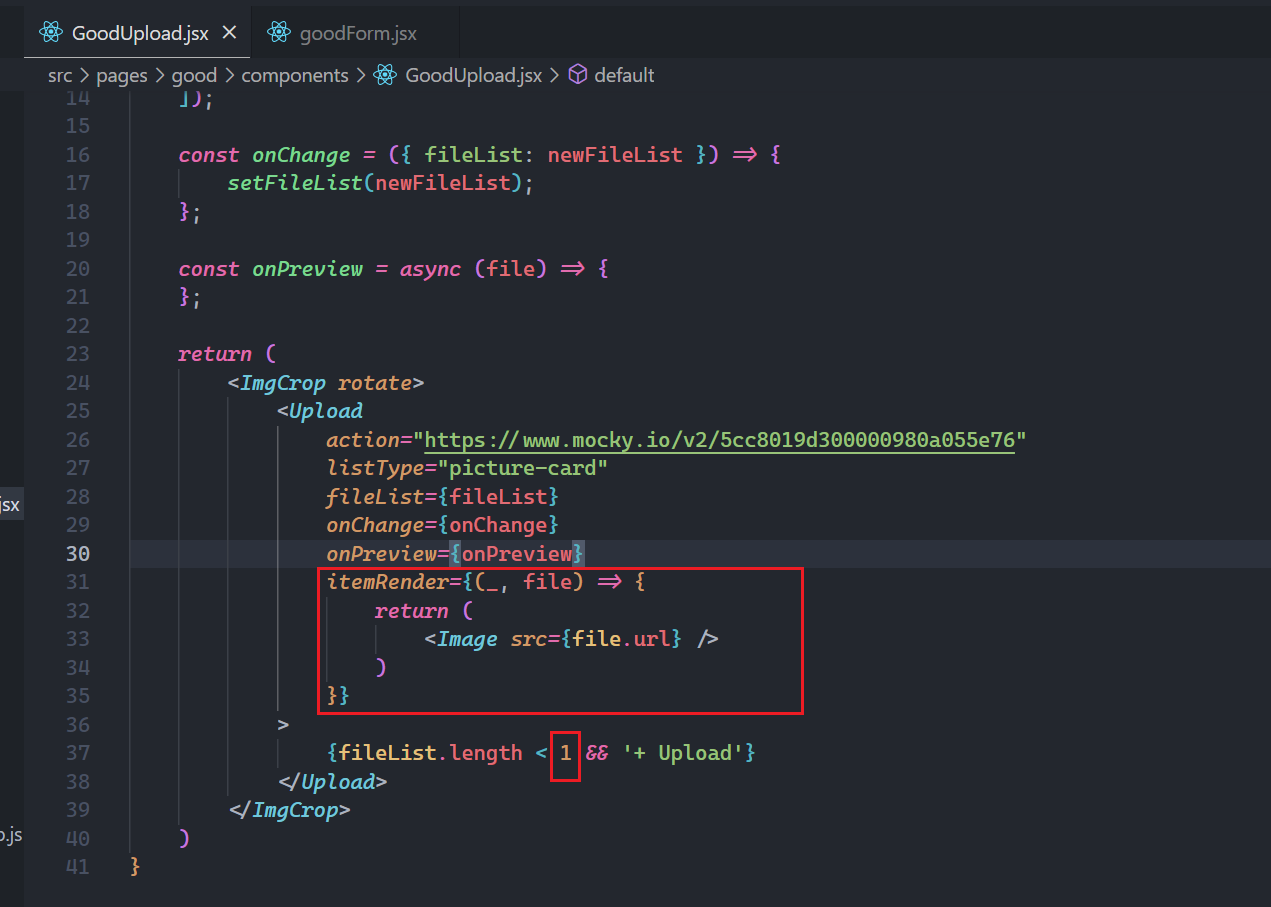 GoodUpload.jsx
goodForm.jsx
src > pages > good > components > GoodUpload.jsx > default
14 ]);
15
16 const onChange = ({ fileList: newFileList }) => {
17 setFileList(newFileList);
18 };
19
20 const onPreview = async (file) => {
21 };
22
23 return (
24 <ImgCrop rotate>
25 <Upload
26 action="https://www.mocky.io/v2/5cc8019d300000980a055e76"
27 listType="picture-card"
28 fileList={fileList}
jsx
29 onChange={onChange}
30 onPreview={onPreview}
31 itemRender={(_, file) => {
32 return (
33 <Image src={file.url} />
34 )
35 }}
36 >
37 {fileList.length < 1 && '+ Upload'}
38 </Upload>
39 </ImgCrop>
.js
40 )
41 }